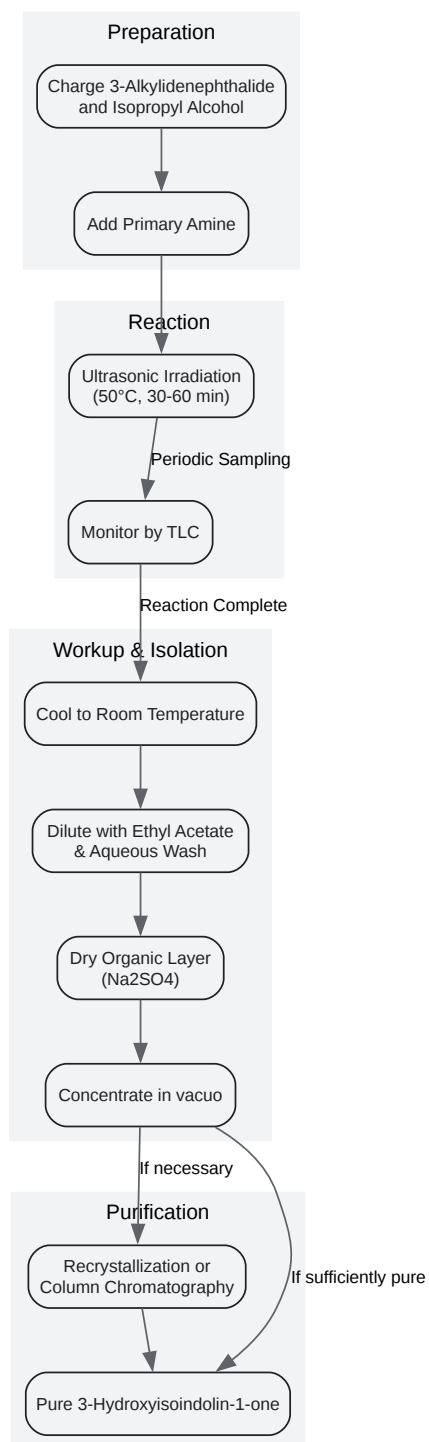 Preparation
Charge 3-Alkylidenephthalide
and Isopropyl Alcohol
Add Primary Amine
Reaction
Ultrasonic Irradiation
(50°C, 30-60 min)
Periodic Sampling
Monitor by TLC
Reaction Complete
Workup & Isolation
Cool to Room Temperature
Dilute with Ethyl Acetate
& Aqueous Wash
Dry Organic Layer
(Na2SO4)
Concentrate in vacuo
If necessary
Purification
Recrystallization or
Column Chromatography
If sufficiently pure
Pure 3-Hydroxyisoindolin-1-one